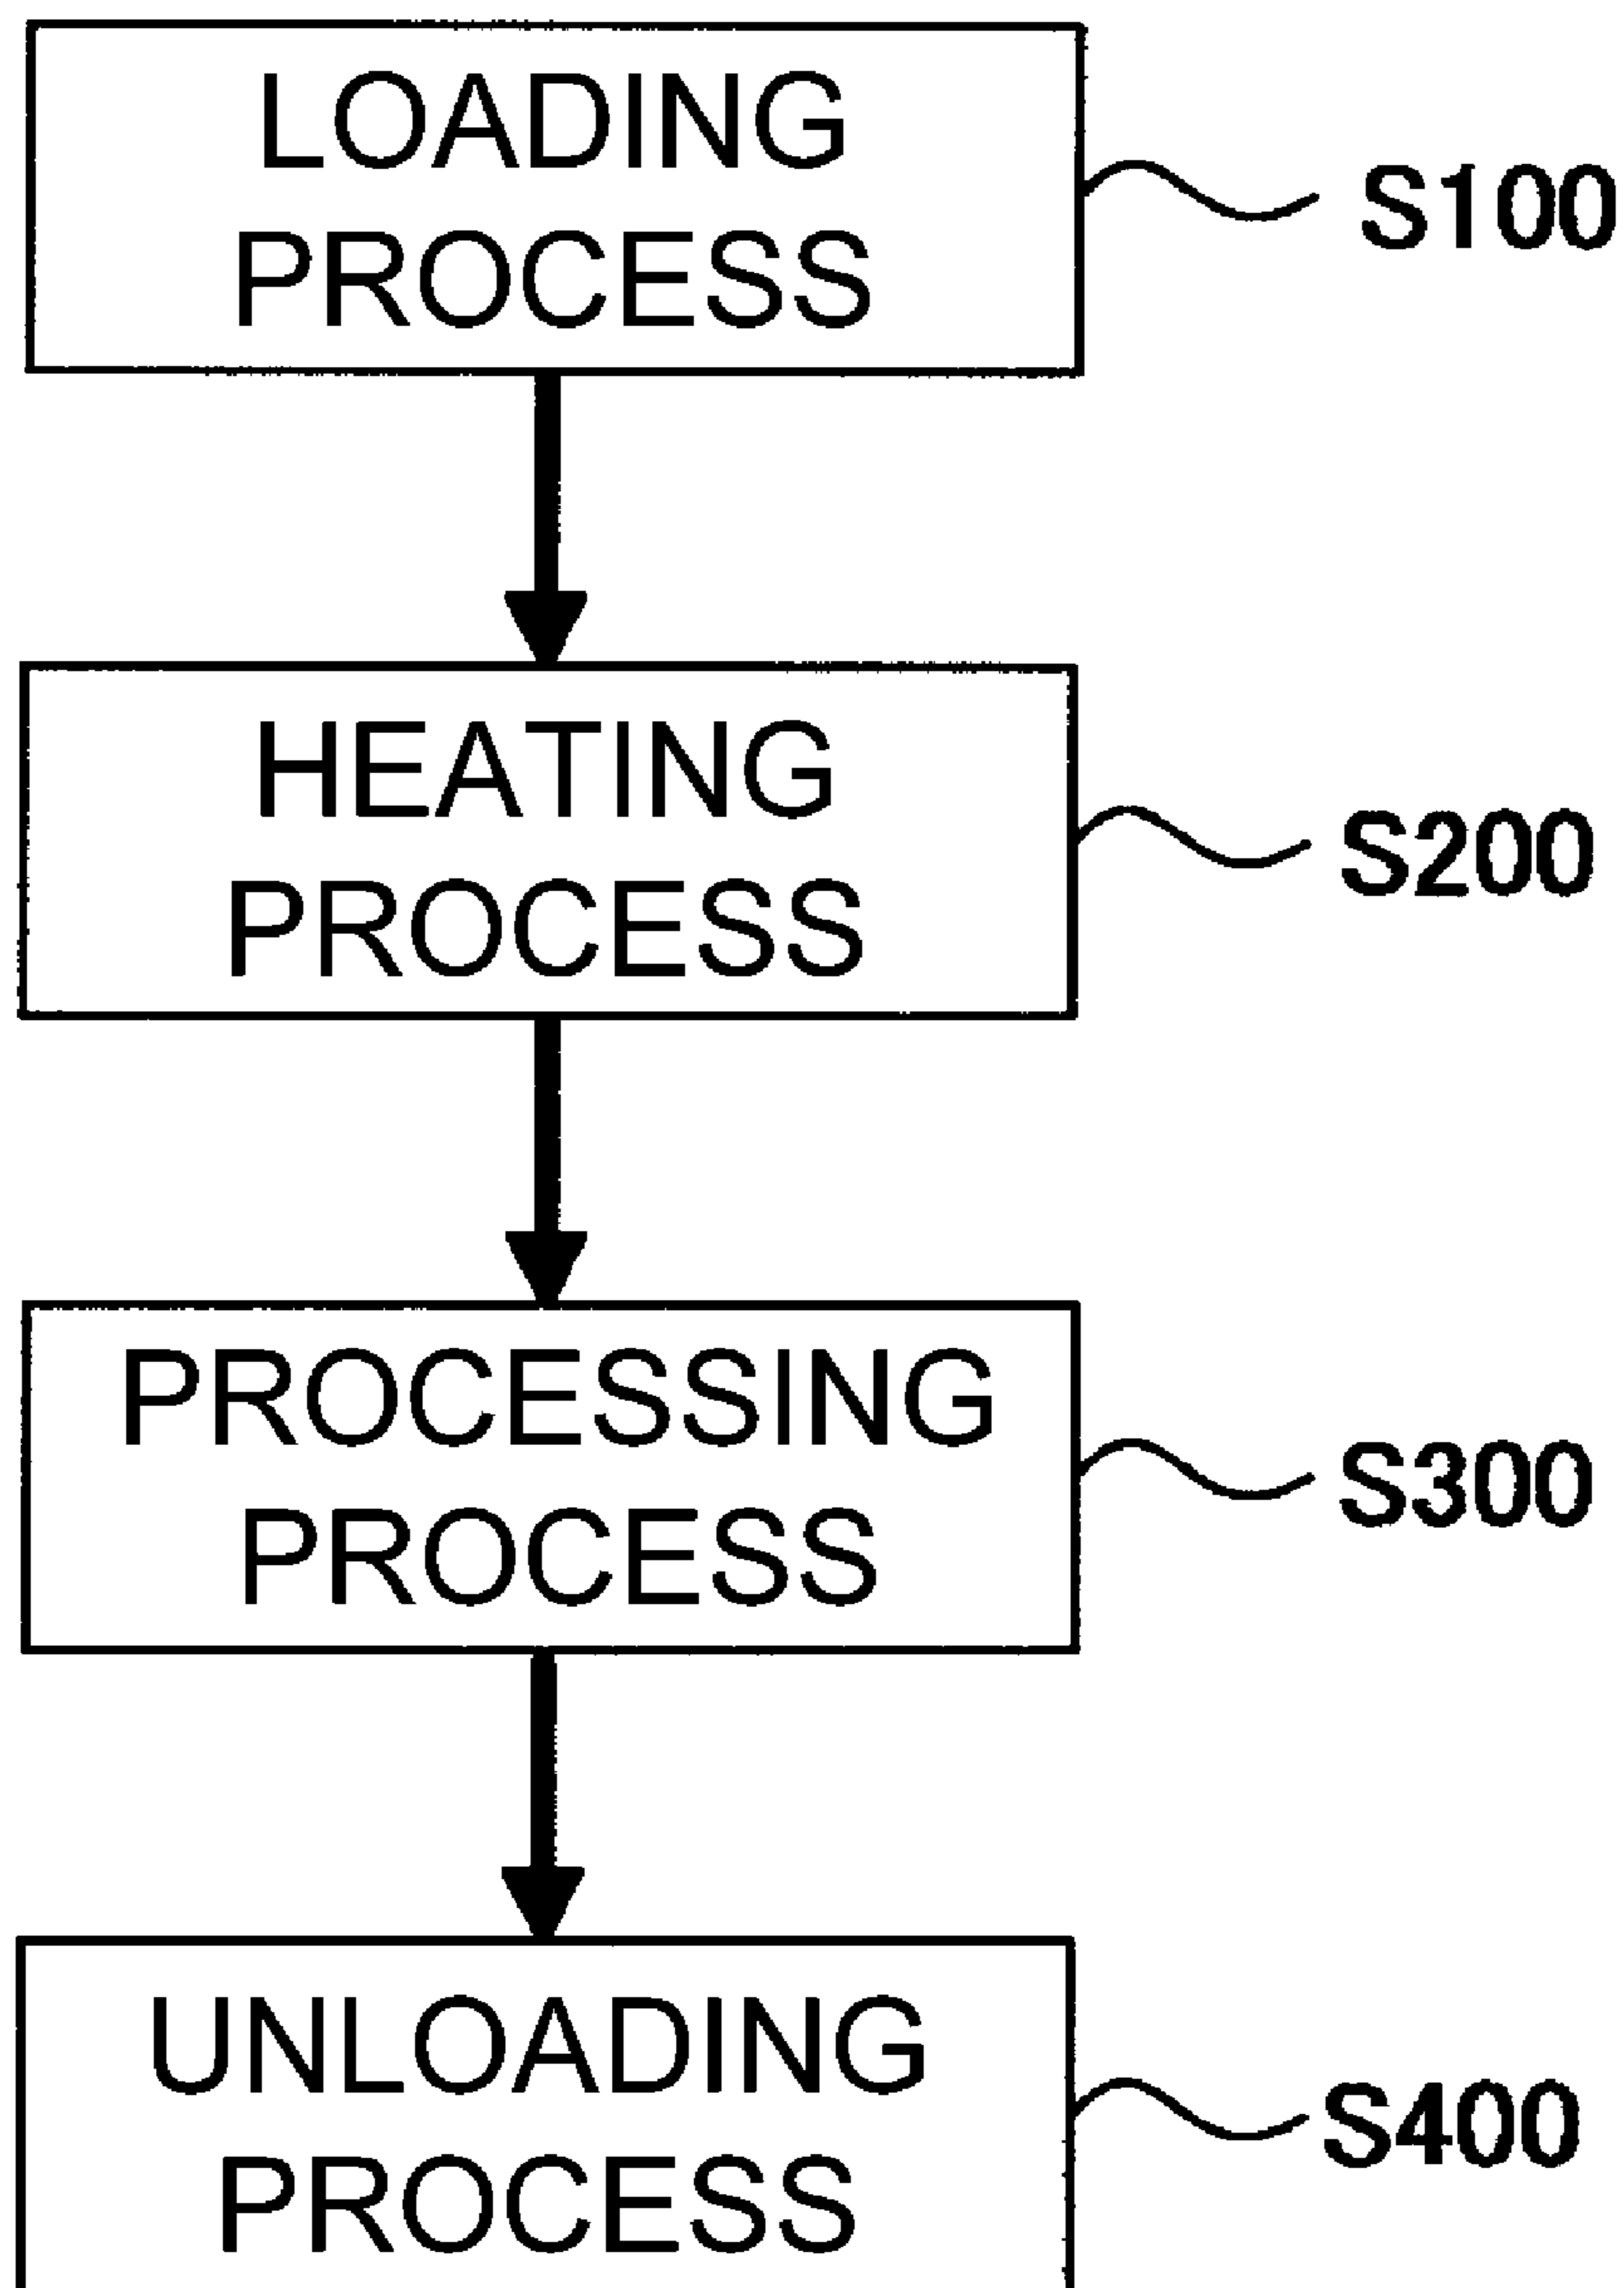 LOADING
PROCESS
S100
HEATING
PROCESS
S200
PROCESSING
PROCESS
S300
UNLOADING
PROCESS
S400